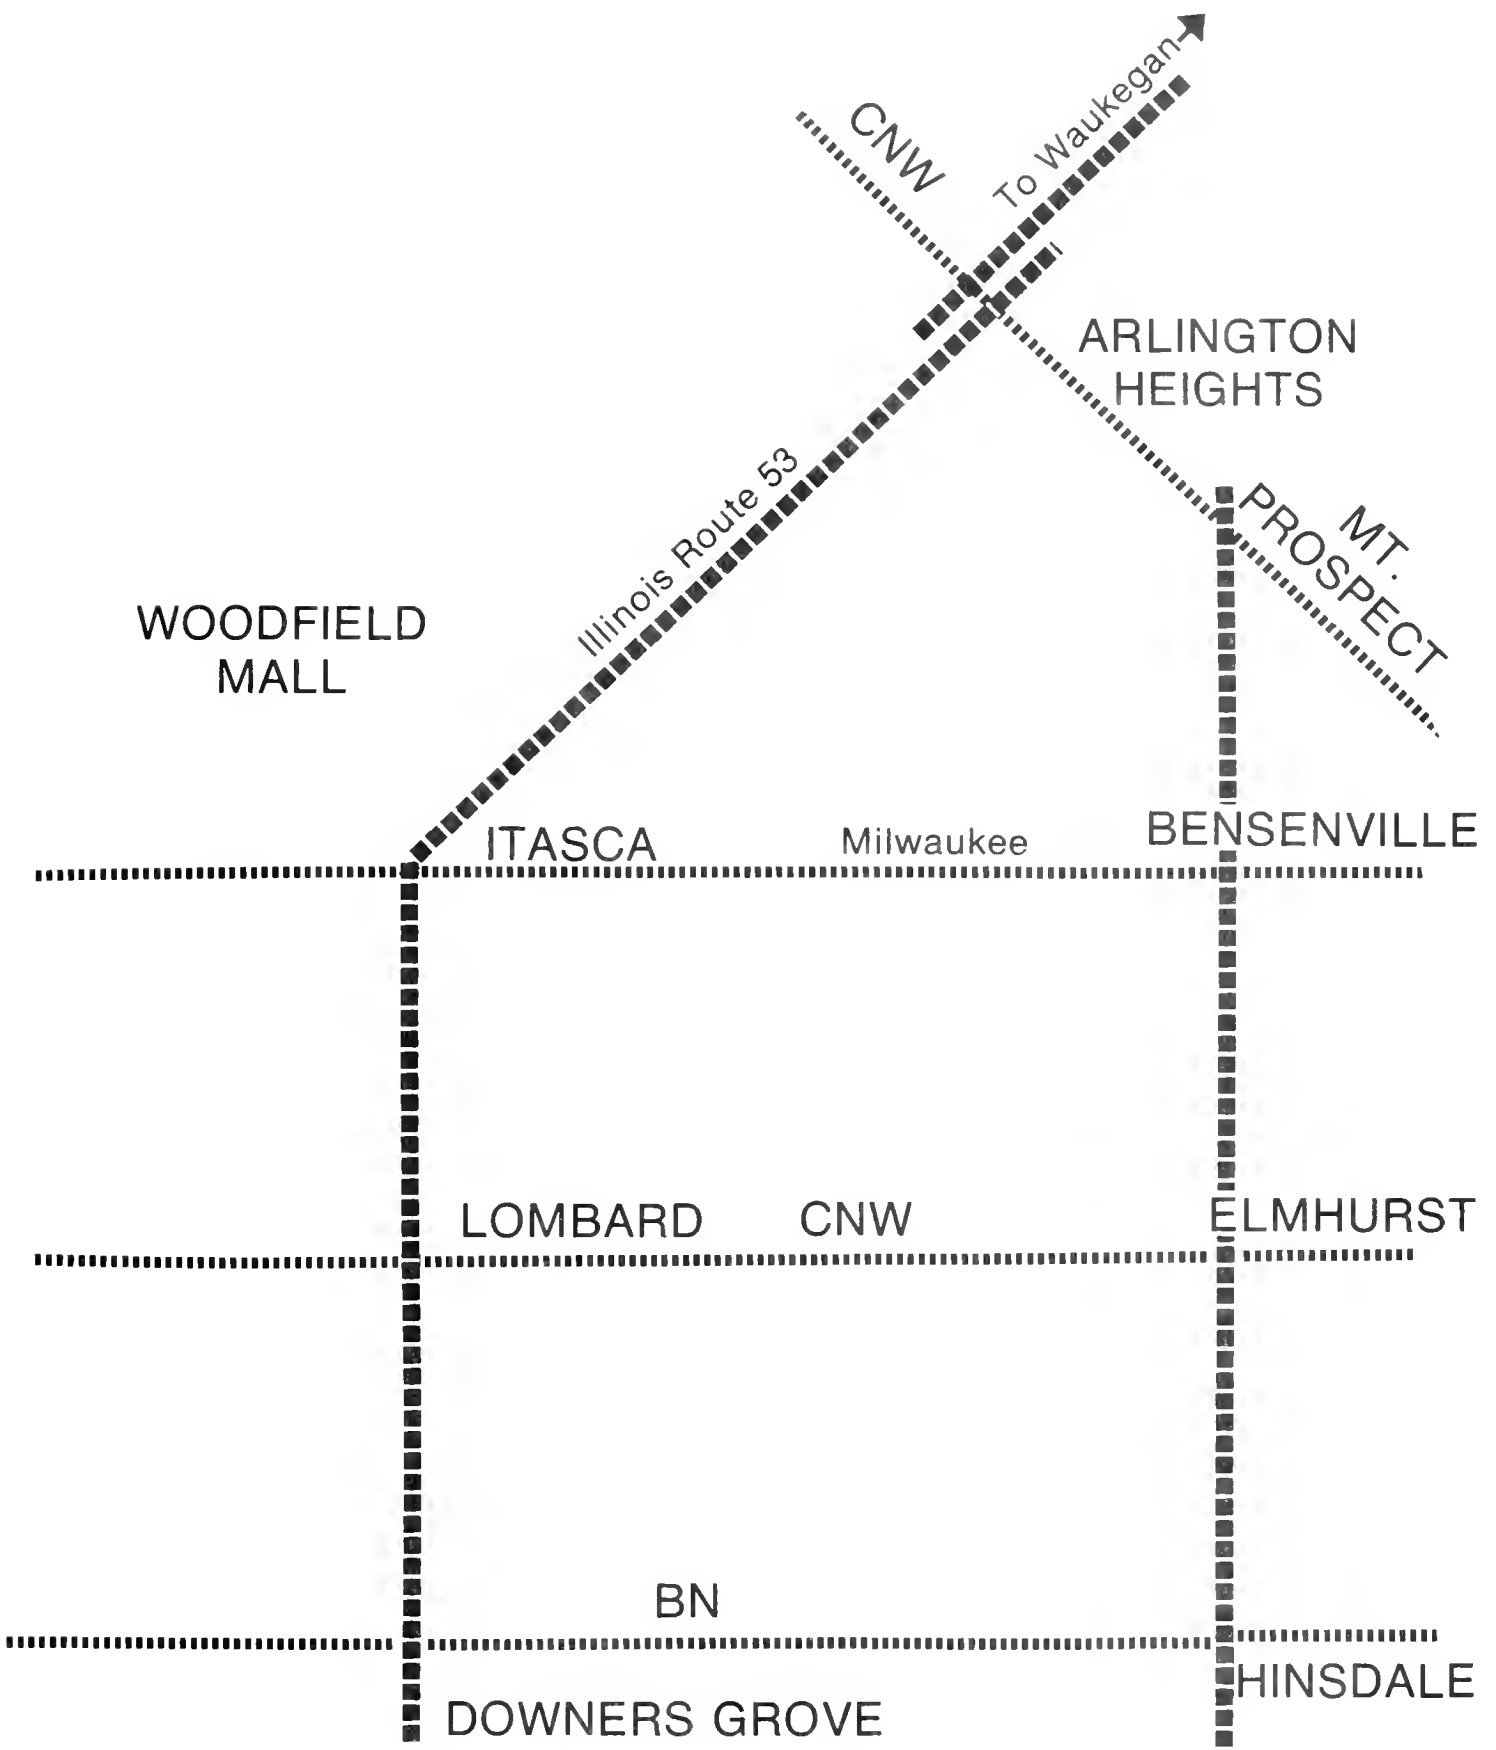 To Waukegan
CNW
ARLINGTON
HEIGHTS
Illinois Route 53
MT.
PROSPECT
WOODFIELD
MALL
ITASCA
Milwaukee
BENSENVILLE
LOMBARD
CNW
ELMHURST
BN
HINSDALE
DOWNERS GROVE